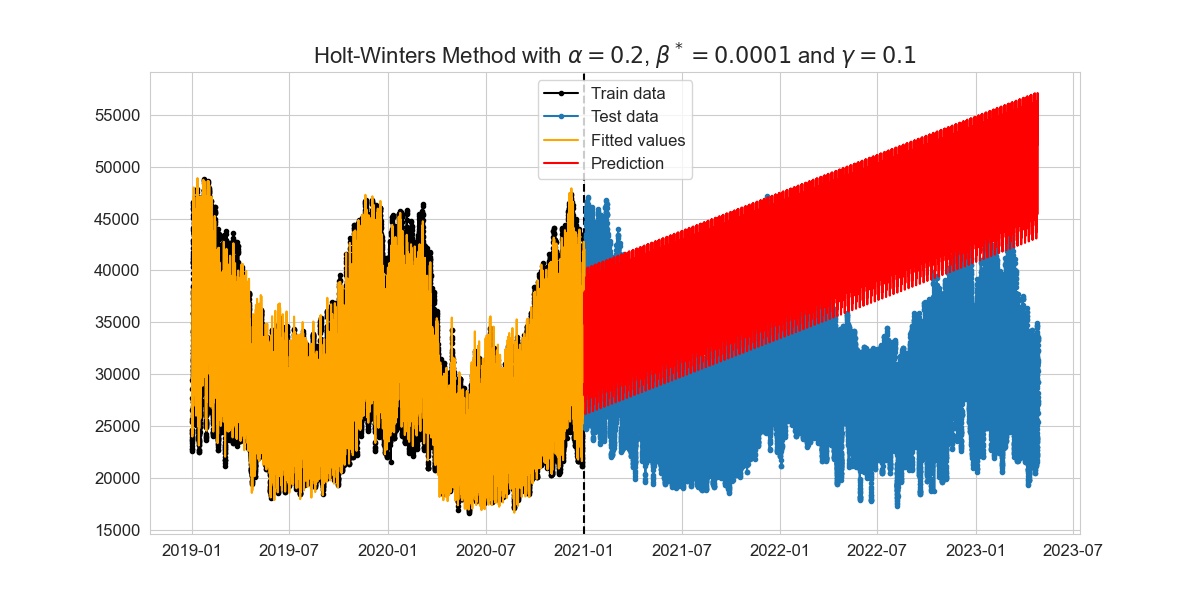 Holt-Winters Method with α = 0.2, β* = 0.0001 and γ = 0.1
Train data
Test data
Fitted values
Prediction
55000
50000
45000
40000
35000
30000
25000
20000
15000
2019-01 2019-07 2020-01 2020-07 2021-01 2021-07 2022-01 2022-07 2023-01 2023-07